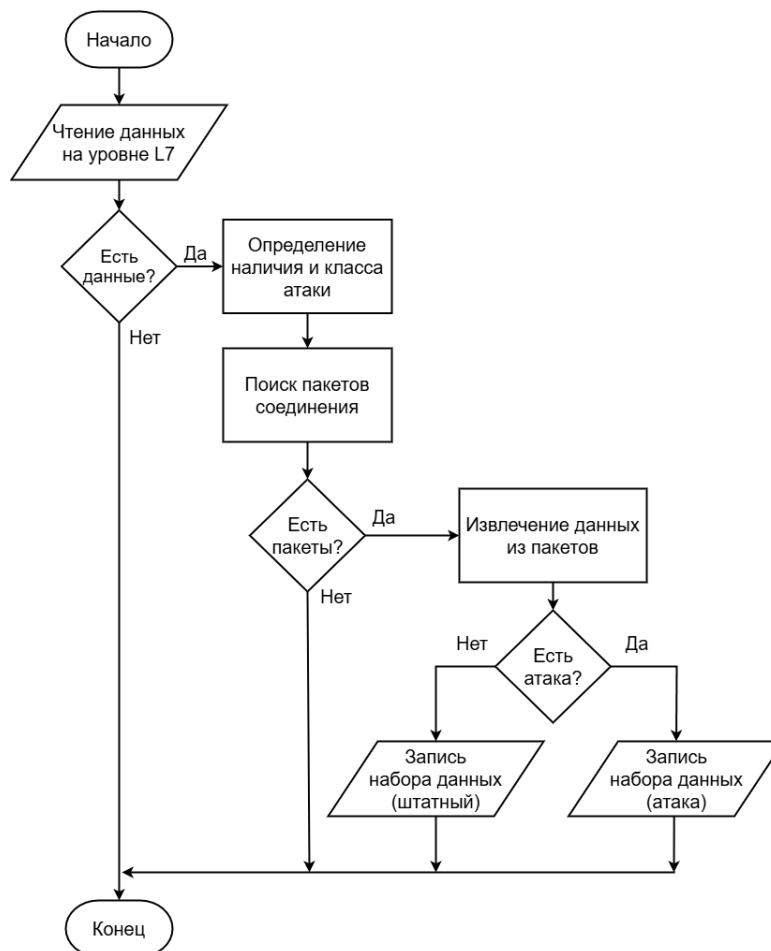 Начало
Чтение данных
на уровне L7
Есть
данные?
Да
Нет
Определение
наличия и класса
атаки
Поиск пакетов
соединения
Есть
пакеты?
Да
Нет
Извлечение данных
из пакетов
Есть
атака?
Нет
Да
Запись
набора данных
(штатный)
Запись
набора данных
(атака)
Конец